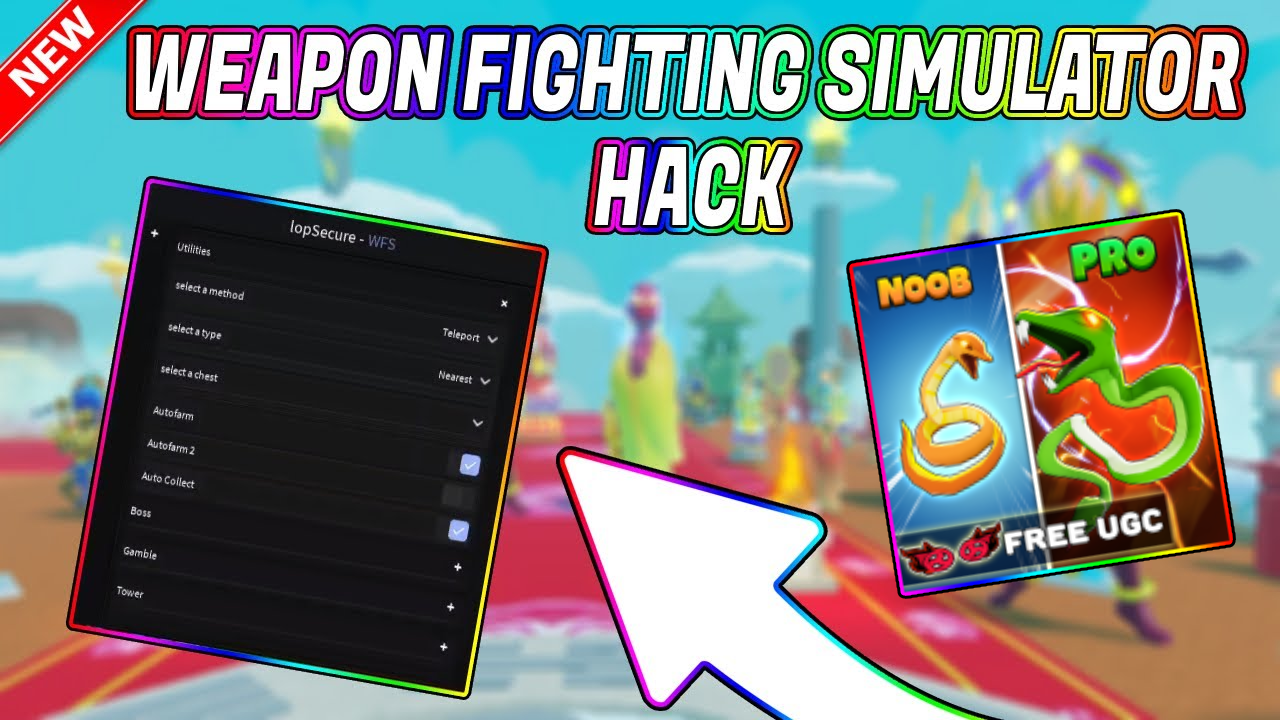 NEW
WEAPON FIGHTING SIMULATOR
HACK
lopSecure - WFS
Utilities
select a method
Teleport
select a type
Nearest
select a chest
Autofarm
Autofarm 2
Auto Collect
Boss
Gamble
Tower
NOOB
PRO
FREE UGC